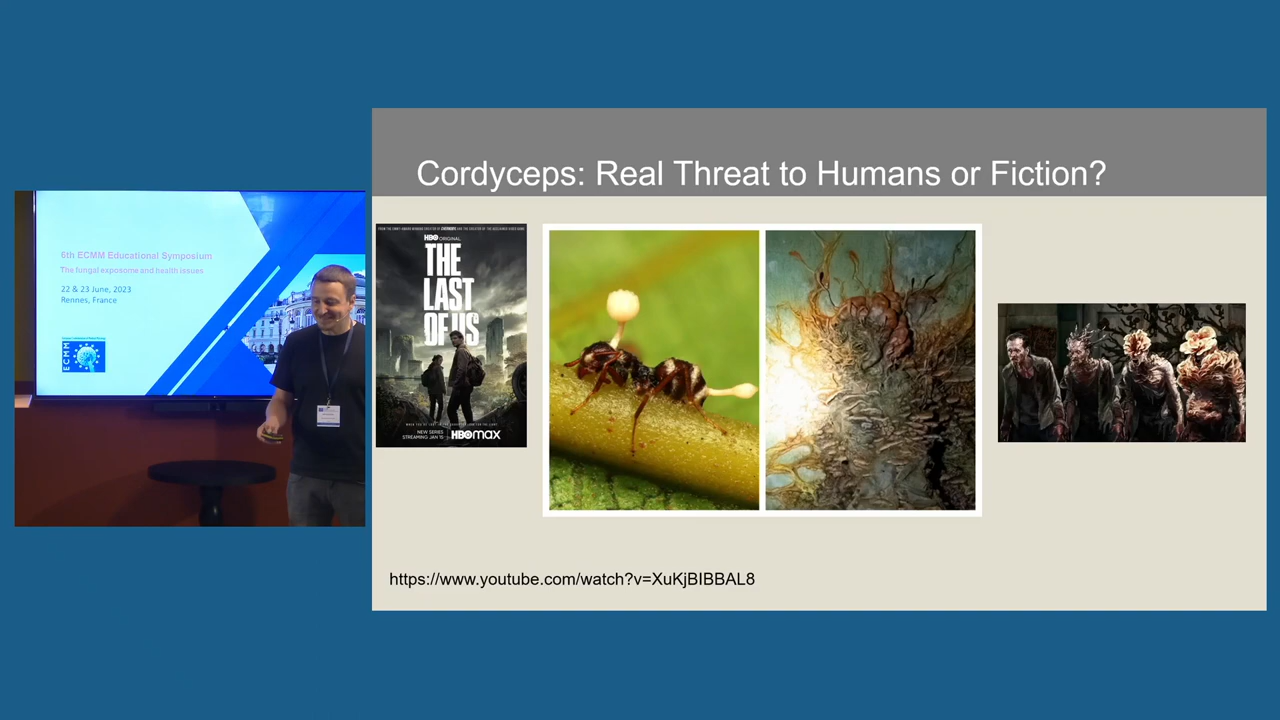 6th ECMM Educational Symposium
The fungal exposome and health issues
22 & 23 June, 2023
Rennes, France
ECMM
Cordyceps: Real Threat to Humans or Fiction?
HBO ORIGINAL
THE
LAST
OF US
NEW SERIES
STREAMING JAN 15
HBOMAX
https://www.youtube.com/watch?v=XuKjBIBBAL8